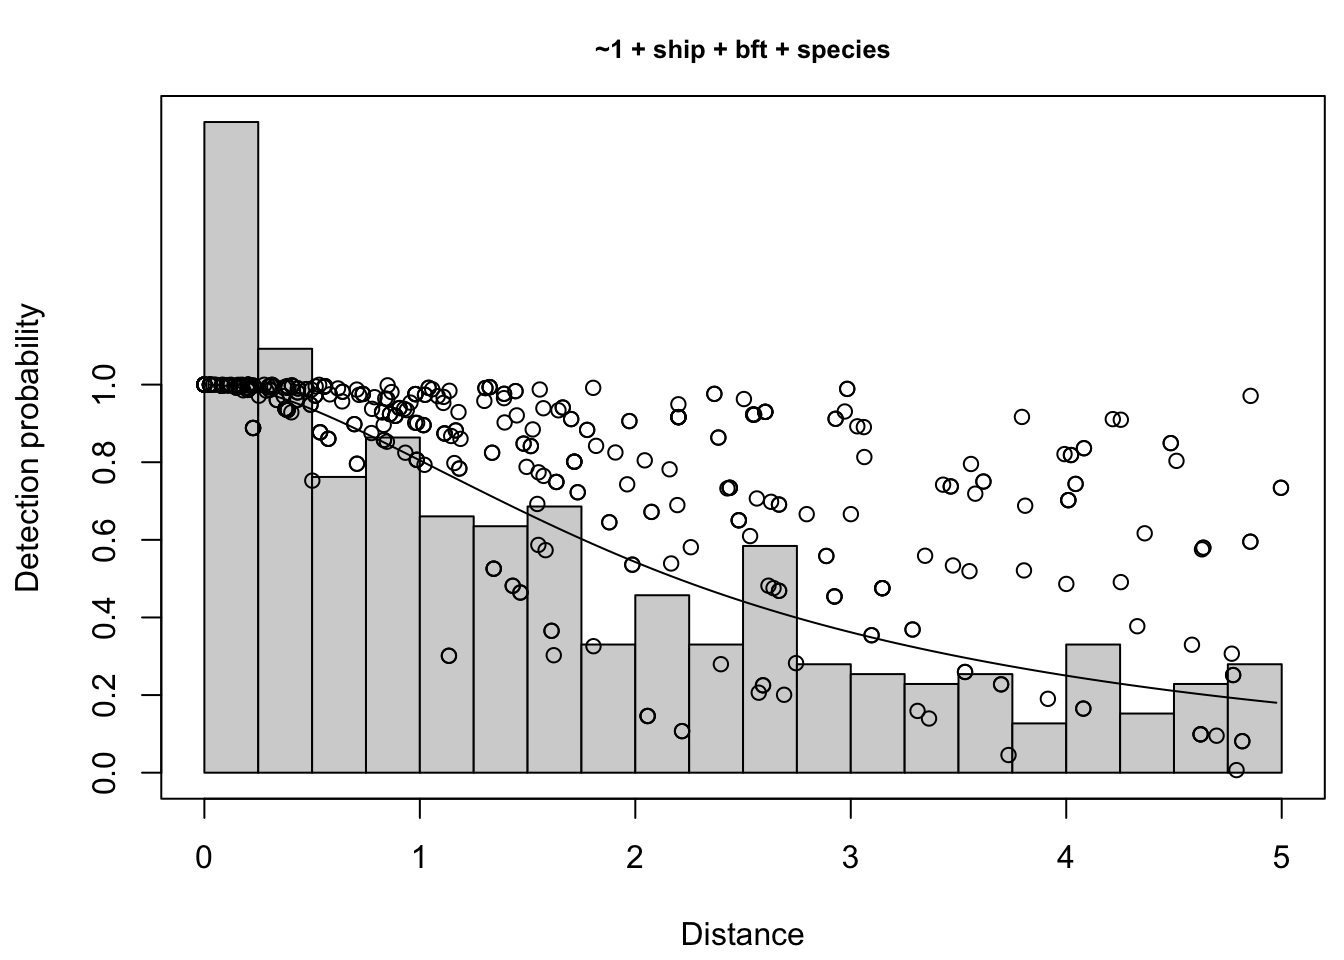 ~1 + ship + bft + species
Detection probability
1.0
0.8
0.6
0.4
0.2
0.0
0 1 2 3 4 5
Distance